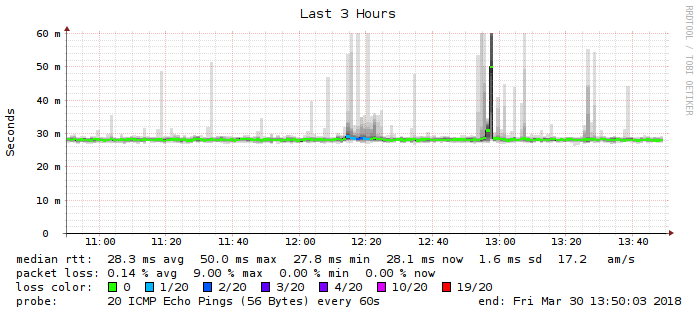 Last 3 Hours
RRDTOOL / TOBI OETIKER
Seconds
60 m
50 m
40 m
30 m
20 m
10 m
0
11:00 11:20 11:40 12:00 12:20 12:40 13:00 13:20 13:40
median rtt: 28.3 ms avg 50.0 ms max 27.8 ms min 28.1 ms now 1.6 ms sd 17.2 am/s
packet loss: 0.14 % avg 9.00 % max 0.00 % min 0.00 % now
loss color: 0 1/20 2/20 3/20 4/20 10/20 19/20
probe: 20 ICMP Echo Pings (56 Bytes) every 60s end: Fri Mar 30 13:50:03 2018